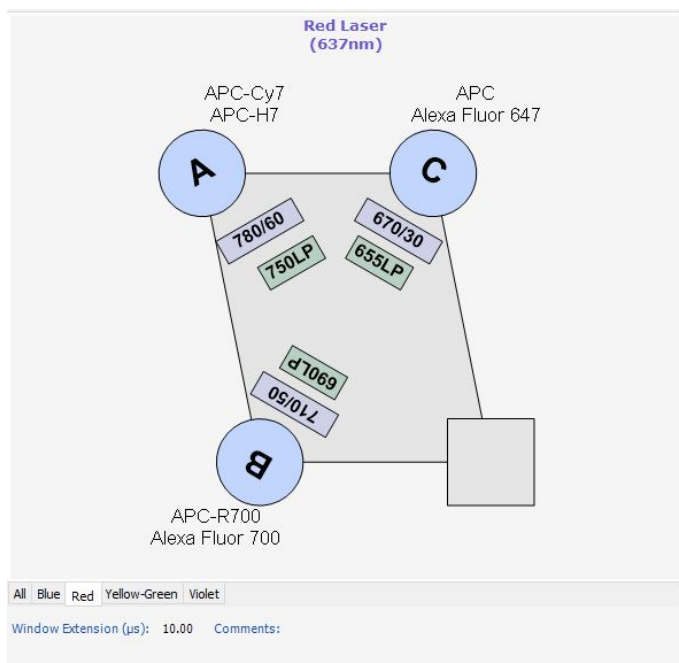 Red Laser
(637nm)
APC-Cy7
APC-H7
APC
Alexa Fluor 647
A
C
780/60
670/30
750LP
655LP
690LP
710/50
B
APC-R700
Alexa Fluor 700
All Blue Red Yellow-Green Violet
Window Extension (µs): 10.00 Comments: